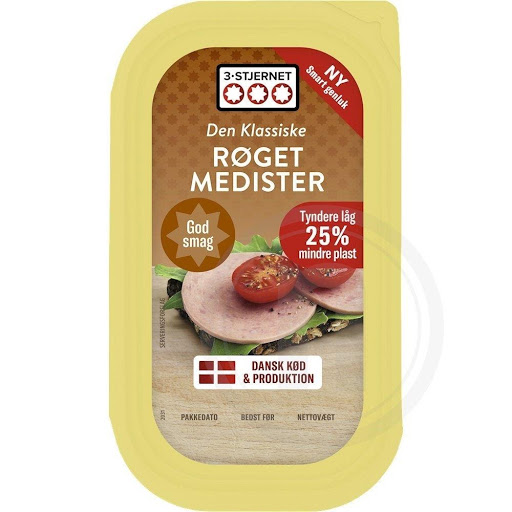 3-STJERNET
NY
Smart genluk
Den Klassiske
RØGET
MEDISTER
God
smag
Tyndere låg
25%
mindre plast
SERVERINGSFORSLAG
DANSK KØD
& PRODUKTION
PAKKEDATO
BEDST FØR
NETTOVÆGT